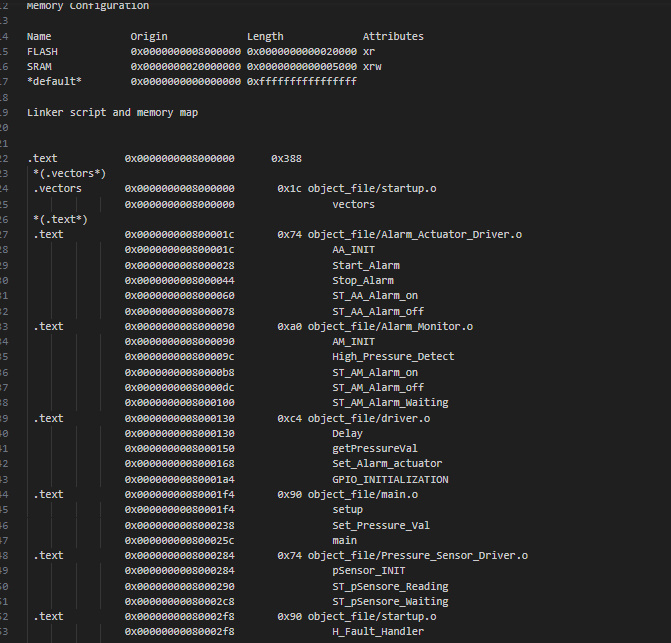 Memory Configuration
Name Origin Length Attributes
FLASH 0x0000000008000000 0x0000000000020000 xr
SRAM 0x0000000020000000 0x0000000000005000 xrw
*default* 0x0000000000000000 0xffffffffffffffff
Linker script and memory map
.text 0x0000000008000000 0x388
*(.vectors*)
.vectors 0x0000000008000000 0x1c object_file/startup.o
0x0000000008000000 vectors
*(.text*)
.text 0x000000000800001c 0x74 object_file/Alarm_Actuator_Driver.o
0x000000000800001c AA_INIT
0x0000000008000028 Start_Alarm
0x0000000008000044 Stop_Alarm
0x0000000008000060 ST_AA_Alarm_on
0x0000000008000078 ST_AA_Alarm_off
.text 0x0000000008000090 0xa0 object_file/Alarm_Monitor.o
0x0000000008000090 AM_INIT
0x000000000800009c High_Pressure_Detect
0x00000000080000b8 ST_AM_Alarm_on
0x00000000080000dc ST_AM_Alarm_off
0x0000000008000100 ST_AM_Alarm_Waiting
.text 0x0000000008000130 0xc4 object_file/driver.o
0x0000000008000130 Delay
0x0000000008000150 getPressureVal
0x0000000008000168 Set_Alarm_actuator
0x00000000080001a4 GPIO_INITIALIZATION
.text 0x00000000080001f4 0x90 object_file/main.o
0x00000000080001f4 setup
0x0000000008000238 Set_Pressure_Val
0x000000000800025c main
.text 0x0000000008000284 0x74 object_file/Pressure_Sensor_Driver.o
0x0000000008000284 pSensor_INIT
0x0000000008000290 ST_pSensore_Reading
0x00000000080002c8 ST_pSensore_Waiting
.text 0x00000000080002f8 0x90 object_file/startup.o
0x00000000080002f8 H_Fault_Handler